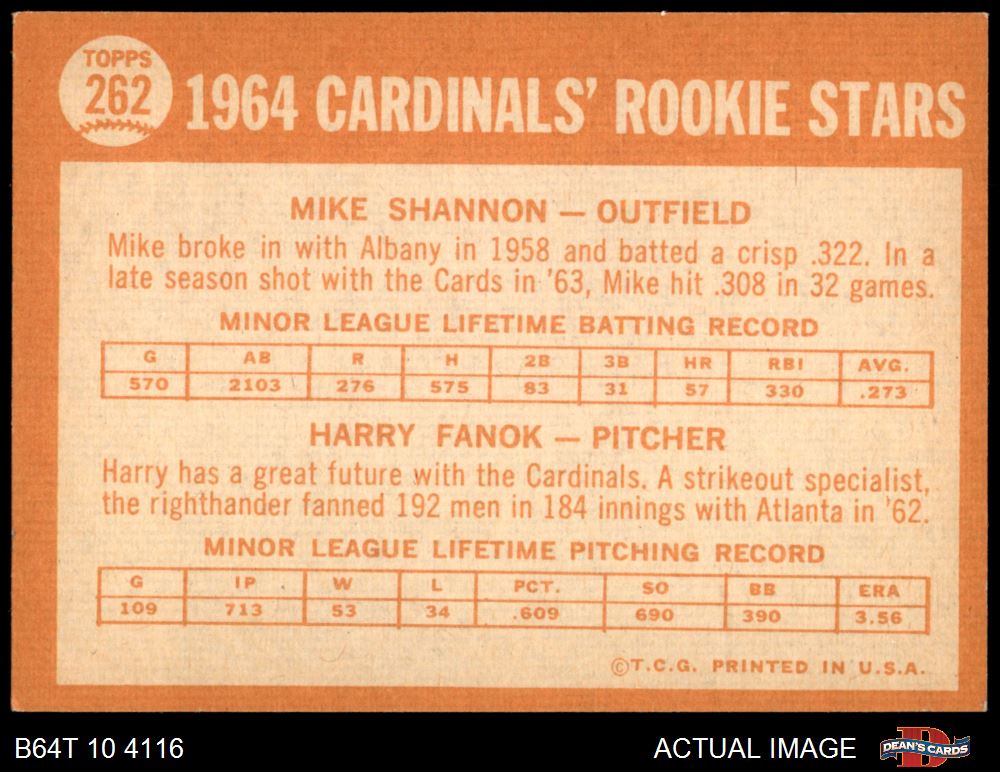 TOPPS
262
1964 CARDINALS' ROOKIE STARS
MIKE SHANNON — OUTFIELD
Mike broke in with Albany in 1958 and batted a crisp .322. In a
late season shot with the Cards in '63, Mike hit .308 in 32 games.
MINOR LEAGUE LIFETIME BATTING RECORD
G AB R H 2B 3B HR RBI AVG.
570 2103 276 575 83 31 57 330 .273
HARRY FANOK — PITCHER
Harry has a great future with the Cardinals. A strikeout specialist,
the righthander fanned 192 men in 184 innings with Atlanta in '62.
MINOR LEAGUE LIFETIME PITCHING RECORD
G IP W L PCT. SO BB ERA
109 713 53 34 .609 690 390 3.56
©T.C.G. PRINTED IN U.S.A.
B64T 10 4116
ACTUAL IMAGE
D
DEAN'S CARDS